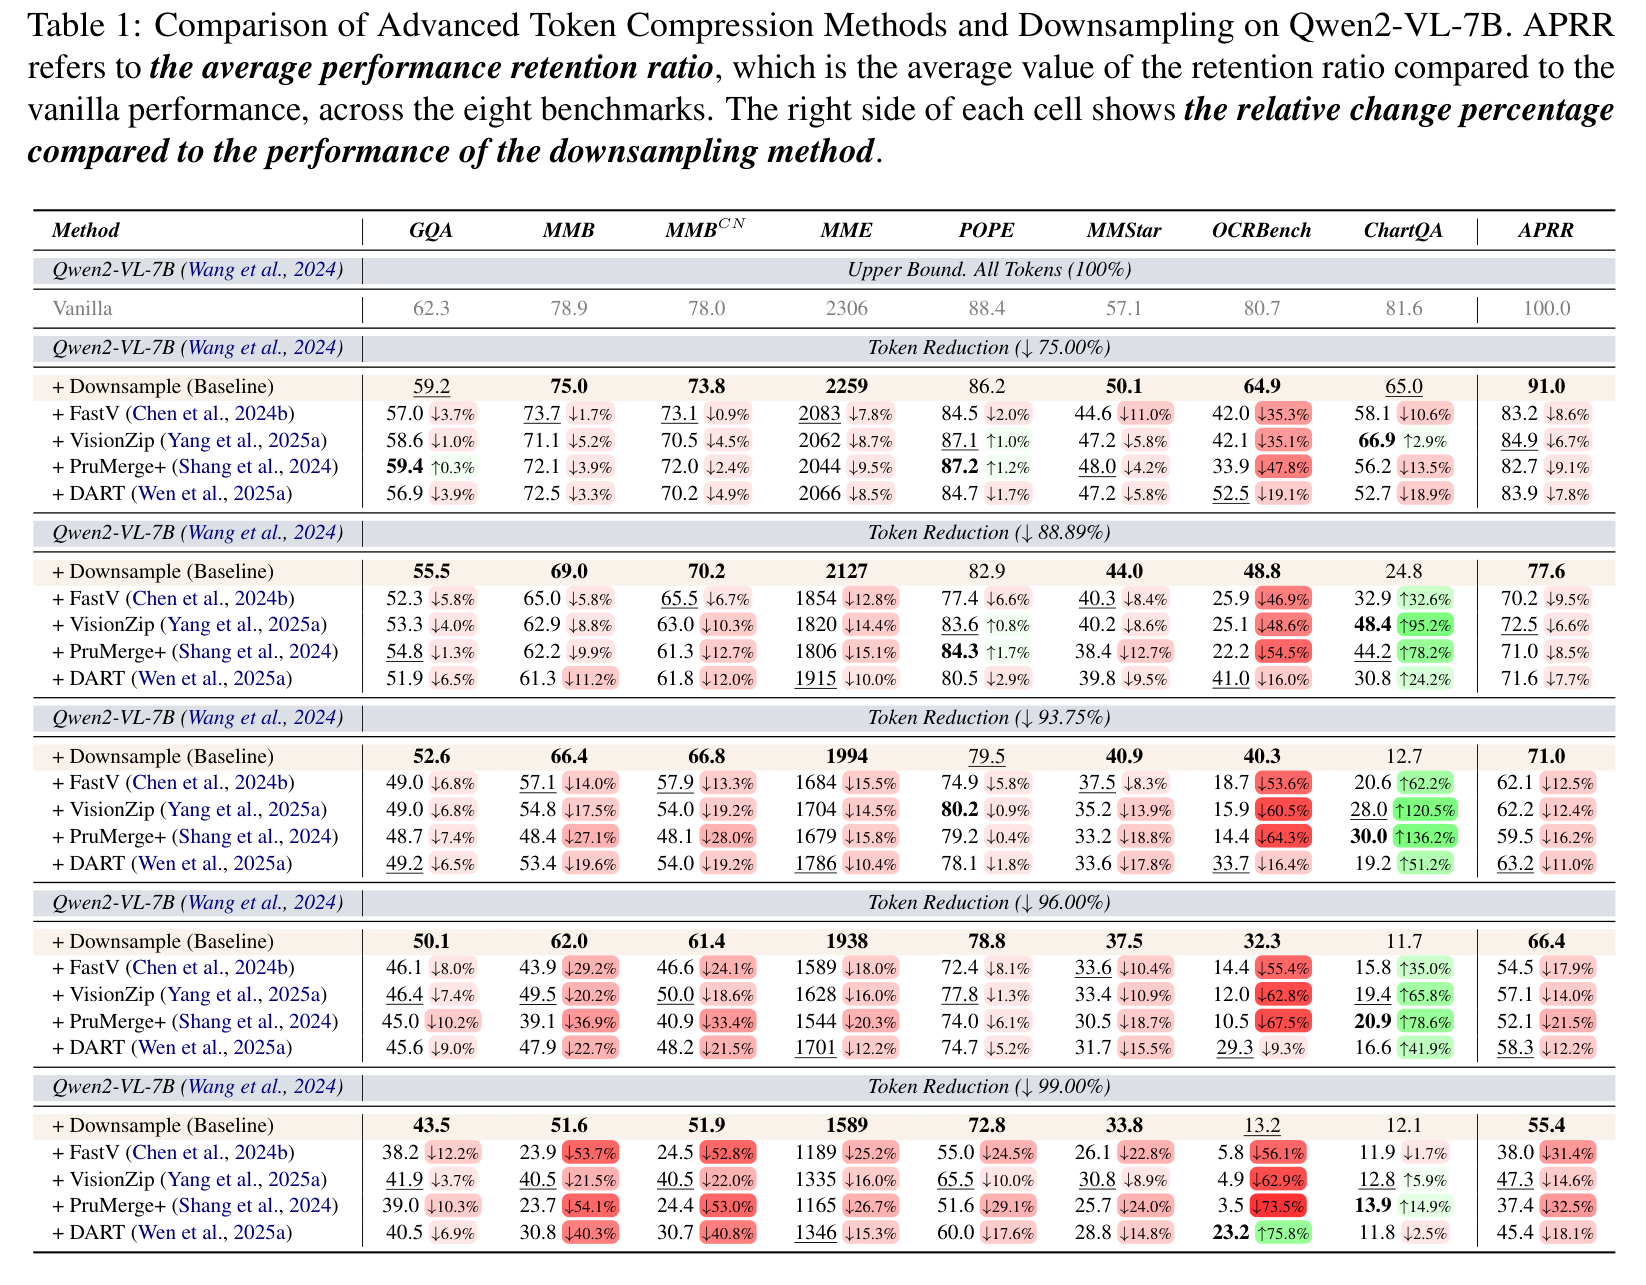 Table 1: Comparison of Advanced Token Compression Methods and Downsampling on Qwen2-VL-7B. APRR
refers to the average performance retention ratio, which is the average value of the retention ratio compared to the
vanilla performance, across the eight benchmarks. The right side of each cell shows the relative change percentage
compared to the performance of the downsampling method.
Method GQA MMB MMB^CN MME POPE MMStar OCRBench ChartQA APRR
Qwen2-VL-7B (Wang et al., 2024) Upper Bound. All Tokens (100%)
Vanilla 62.3 78.9 78.0 2306 88.4 57.1 80.7 81.6 100.0
Qwen2-VL-7B (Wang et al., 2024) Token Reduction (↓ 75.00%)
+ Downsample (Baseline) 59.2 75.0 73.8 2259 86.2 50.1 64.9 65.0 91.0
+ FastV (Chen et al., 2024b) 57.0 ↓3.7% 73.7 ↓1.7% 73.1 ↓0.9% 2083 ↓7.8% 84.5 ↓2.0% 44.6 ↓11.0% 42.0 ↓35.3% 58.1 ↓10.6% 83.2 ↓8.6%
+ VisionZip (Yang et al., 2025a) 58.6 ↓1.0% 71.1 ↓5.2% 70.5 ↓4.5% 2062 ↓8.7% 87.1 ↑1.0% 47.2 ↓5.8% 42.1 ↓35.1% 66.9 ↑2.9% 84.9 ↓6.7%
+ PruMerge+ (Shang et al., 2024) 59.4 ↑0.3% 72.1 ↓3.9% 72.0 ↓2.4% 2044 ↓9.5% 87.2 ↑1.2% 48.0 ↓4.2% 33.9 ↓47.8% 56.2 ↓13.5% 82.7 ↓9.1%
+ DART (Wen et al., 2025a) 56.9 ↓3.9% 72.5 ↓3.3% 70.2 ↓4.9% 2066 ↓8.5% 84.7 ↓1.7% 47.2 ↓5.8% 52.5 ↓19.1% 52.7 ↓18.9% 83.9 ↓7.8%
Qwen2-VL-7B (Wang et al., 2024) Token Reduction (↓ 88.89%)
+ Downsample (Baseline) 55.5 69.0 70.2 2127 82.9 44.0 48.8 24.8 77.6
+ FastV (Chen et al., 2024b) 52.3 ↓5.8% 65.0 ↓5.8% 65.5 ↓6.7% 1854 ↓12.8% 77.4 ↓6.6% 40.3 ↓8.4% 25.9 ↓46.9% 32.9 ↑32.6% 70.2 ↓9.5%
+ VisionZip (Yang et al., 2025a) 53.3 ↓4.0% 62.9 ↓8.8% 63.0 ↓10.3% 1820 ↓14.4% 83.6 ↑0.8% 40.2 ↓8.6% 25.1 ↓48.6% 48.4 ↑95.2% 72.5 ↓6.6%
+ PruMerge+ (Shang et al., 2024) 54.8 ↓1.3% 62.2 ↓9.9% 61.3 ↓12.7% 1806 ↓15.1% 84.3 ↑1.7% 38.4 ↓12.7% 22.2 ↓54.5% 44.2 ↑78.2% 71.0 ↓8.5%
+ DART (Wen et al., 2025a) 51.9 ↓6.5% 61.3 ↓11.2% 61.8 ↓12.0% 1915 ↓10.0% 80.5 ↓2.9% 39.8 ↓9.5% 41.0 ↓16.0% 30.8 ↑24.2% 71.6 ↓7.7%
Qwen2-VL-7B (Wang et al., 2024) Token Reduction (↓ 93.75%)
+ Downsample (Baseline) 52.6 66.4 66.8 1994 79.5 40.9 40.3 12.7 71.0
+ FastV (Chen et al., 2024b) 49.0 ↓6.8% 57.1 ↓14.0% 57.9 ↓13.3% 1684 ↓15.5% 74.9 ↓5.8% 37.5 ↓8.3% 18.7 ↓53.6% 20.6 ↑62.2% 62.1 ↓12.5%
+ VisionZip (Yang et al., 2025a) 49.0 ↓6.8% 54.8 ↓17.5% 54.0 ↓19.2% 1704 ↓14.5% 80.2 ↓0.9% 35.2 ↓13.9% 15.9 ↓60.5% 28.0 ↑120.5% 62.2 ↓12.4%
+ PruMerge+ (Shang et al., 2024) 48.7 ↓7.4% 48.4 ↓27.1% 48.1 ↓28.0% 1679 ↓15.8% 79.2 ↓0.4% 33.2 ↓18.8% 14.4 ↓64.3% 30.0 ↑136.2% 59.5 ↓16.2%
+ DART (Wen et al., 2025a) 49.2 ↓6.5% 53.4 ↓19.6% 54.0 ↓19.2% 1786 ↓10.4% 78.1 ↓1.8% 33.6 ↓17.8% 33.7 ↓16.4% 19.2 ↑51.2% 63.2 ↓11.0%
Qwen2-VL-7B (Wang et al., 2024) Token Reduction (↓ 96.00%)
+ Downsample (Baseline) 50.1 62.0 61.4 1938 78.8 37.5 32.3 11.7 66.4
+ FastV (Chen et al., 2024b) 46.1 ↓8.0% 43.9 ↓29.2% 46.6 ↓24.1% 1589 ↓18.0% 72.4 ↓8.1% 33.6 ↓10.4% 14.4 ↓55.4% 15.8 ↑35.0% 54.5 ↓17.9%
+ VisionZip (Yang et al., 2025a) 46.4 ↓7.4% 49.5 ↓20.2% 50.0 ↓18.6% 1628 ↓16.0% 77.8 ↓1.3% 33.4 ↓10.9% 12.0 ↓62.8% 19.4 ↑65.8% 57.1 ↓14.0%
+ PruMerge+ (Shang et al., 2024) 45.0 ↓10.2% 39.1 ↓36.9% 40.9 ↓33.4% 1544 ↓20.3% 74.0 ↓6.1% 30.5 ↓18.7% 10.5 ↓67.5% 20.9 ↑78.6% 52.1 ↓21.5%
+ DART (Wen et al., 2025a) 45.6 ↓9.0% 47.9 ↓22.7% 48.2 ↓21.5% 1701 ↓12.2% 74.7 ↓5.2% 31.7 ↓15.5% 29.3 ↓9.3% 16.6 ↑41.9% 58.3 ↓12.2%
Qwen2-VL-7B (Wang et al., 2024) Token Reduction (↓ 99.00%)
+ Downsample (Baseline) 43.5 51.6 51.9 1589 72.8 33.8 13.2 12.1 55.4
+ FastV (Chen et al., 2024b) 38.2 ↓12.2% 23.9 ↓53.7% 24.5 ↓52.8% 1189 ↓25.2% 55.0 ↓24.5% 26.1 ↓22.8% 5.8 ↓56.1% 11.9 ↓1.7% 38.0 ↓31.4%
+ VisionZip (Yang et al., 2025a) 41.9 ↓3.7% 40.5 ↓21.5% 40.5 ↓22.0% 1335 ↓16.0% 65.5 ↓10.0% 30.8 ↓8.9% 4.9 ↓62.9% 12.8 ↑5.9% 47.3 ↓14.6%
+ PruMerge+ (Shang et al., 2024) 39.0 ↓10.3% 23.7 ↓54.1% 24.4 ↓53.0% 1165 ↓26.7% 51.6 ↓29.1% 25.7 ↓24.0% 3.5 ↓73.5% 13.9 ↑14.9% 37.4 ↓32.5%
+ DART (Wen et al., 2025a) 40.5 ↓6.9% 30.8 ↓40.3% 30.7 ↓40.8% 1346 ↓15.3% 60.0 ↓17.6% 28.8 ↓14.8% 23.2 ↑75.8% 11.8 ↓2.5% 45.4 ↓18.1%